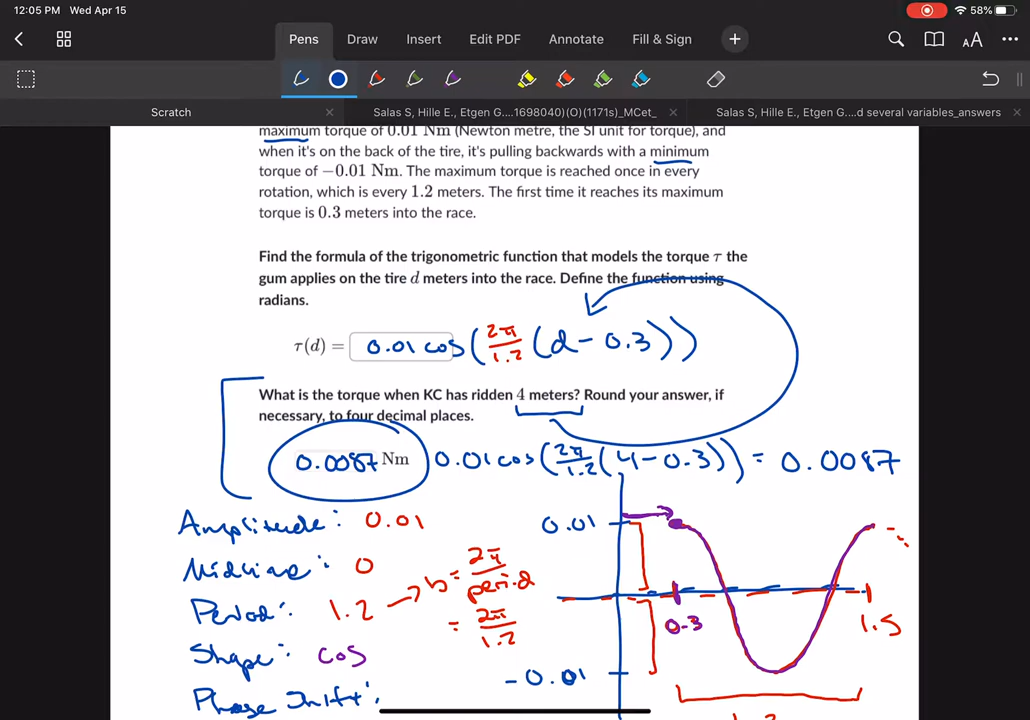 12:05 PM Wed Apr 15 58%
Pens Draw Insert Edit PDF Annotate Fill & Sign
Scratch Salas S, Hille E., Etgen G....1698040)(O)(1171s)_MCet_ Salas S, Hille E., Etgen G....d several variables_answers
maximum torque of 0.01 Nm (Newton metre, the SI unit for torque), and
when it's on the back of the tire, it's pulling backwards with a minimum
torque of −0.01 Nm. The maximum torque is reached once in every
rotation, which is every 1.2 meters. The first time it reaches its maximum
torque is 0.3 meters into the race.
Find the formula of the trigonometric function that models the torque τ the
gum applies on the tire d meters into the race. Define the function using
radians.
τ(d) = 0.01 cos(2π/1.2 (d − 0.3))
What is the torque when KC has ridden 4 meters? Round your answer, if
necessary, to four decimal places.
0.0087 Nm 0.01 cos(2π/1.2 (4 − 0.3)) = 0.0087
Amplitude: 0.01
Midline: 0
Period: 1.2 → b = 2π/period
= 2π/1.2
Shape: cos
Phase Shift:
0.01
0.3
1.5
-0.01